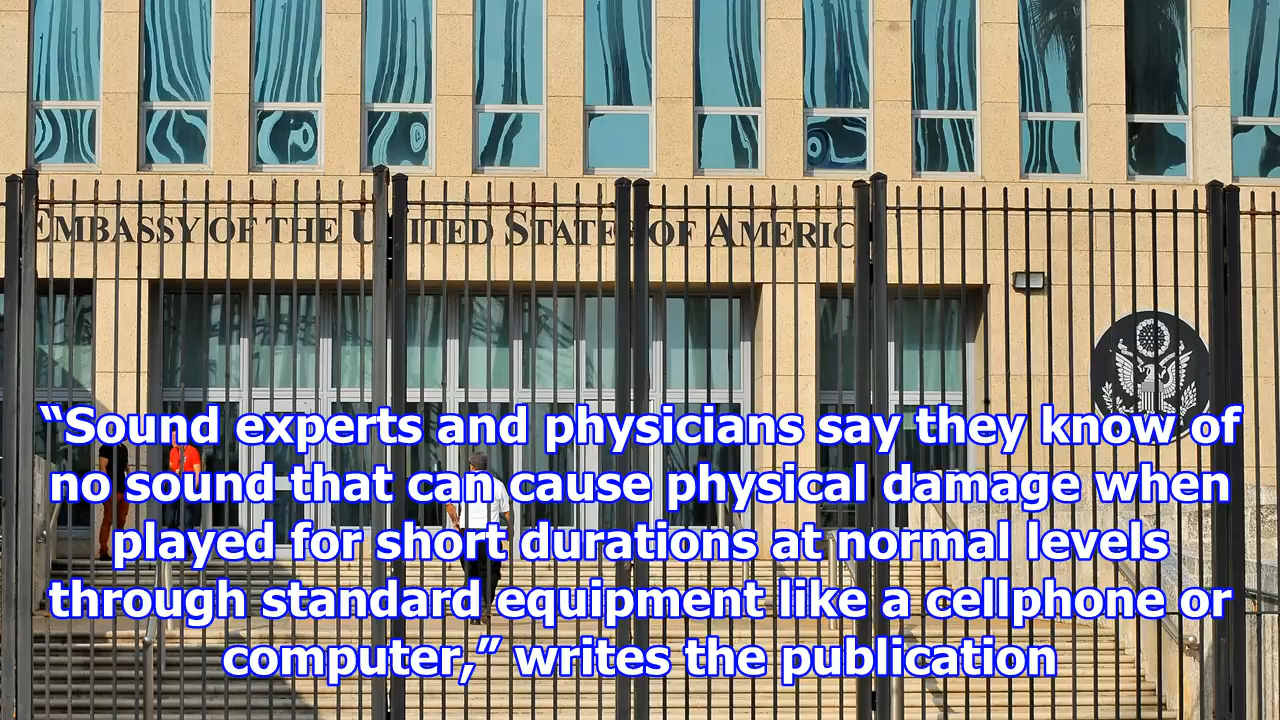 EMBASSY OF THE UNITED STATES OF AMERIC
“Sound experts and physicians say they know of
no sound that can cause physical damage when
played for short durations at normal levels
through standard equipment like a cellphone or
computer,” writes the publication